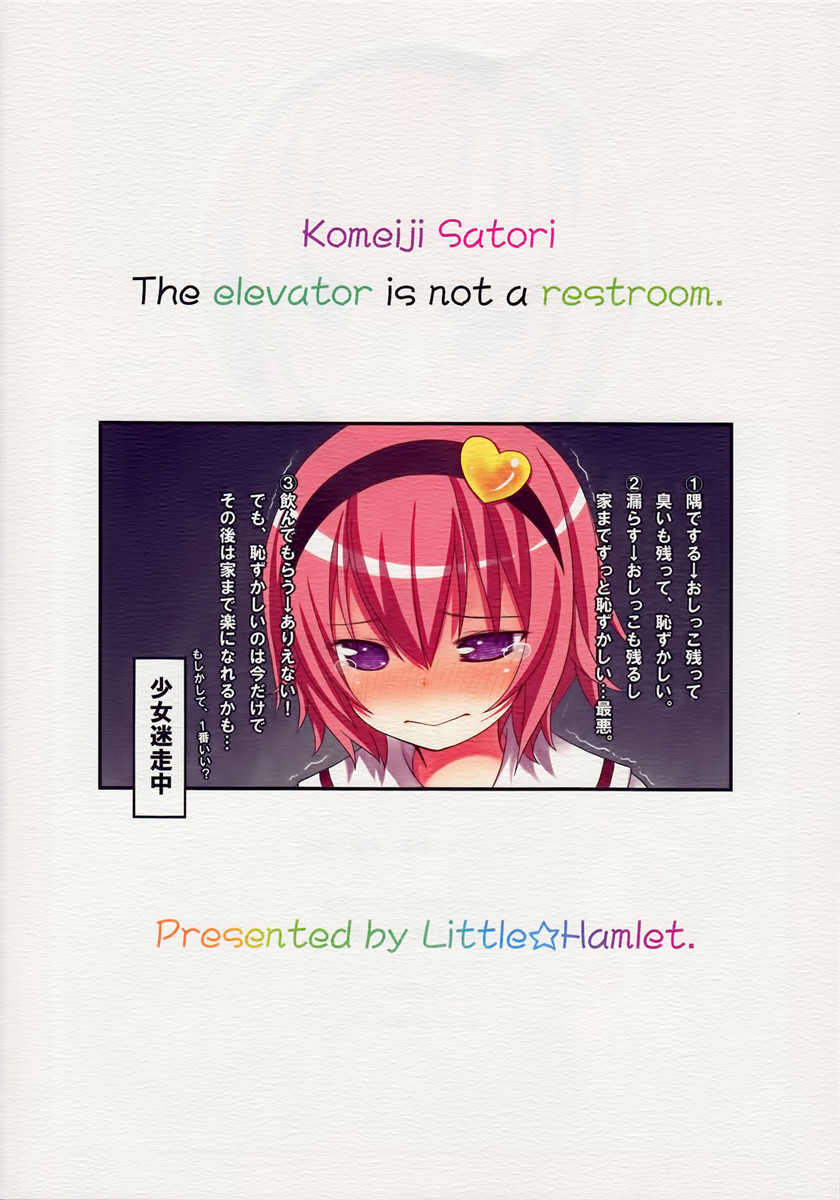 Komeiji Satori
The elevator is not a restroom.
①隅でする→おしっこ残って
臭いも残って、恥ずかしい。
②漏らす→おしっこも残るし
家までずっと恥ずかしい…最悪。
③飲んでもらう→ありえない!
でも、恥ずかしいのは今だけで
その後は家まで楽になれるかも…
もしかして、1番いい?
少女迷走中
Presented by Little☆Hamlet.